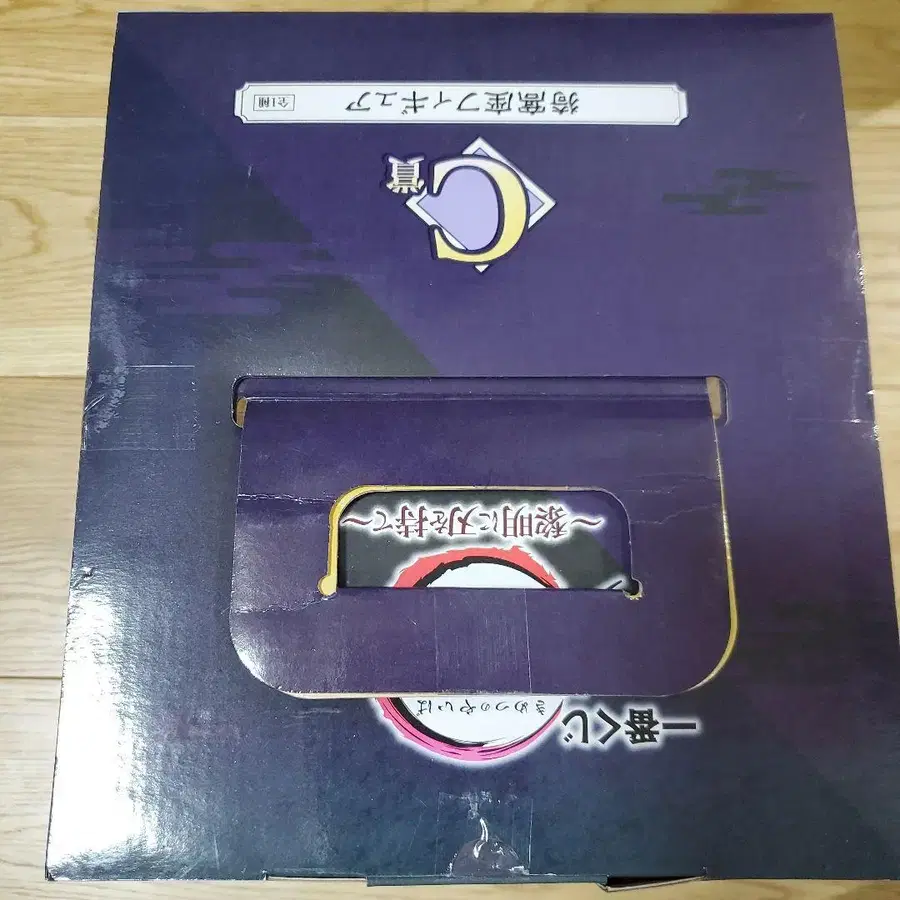 一番くじ
きめつのやいば
～黎明に刃を持て～
C賞
猗窩座フィギュア 全1種